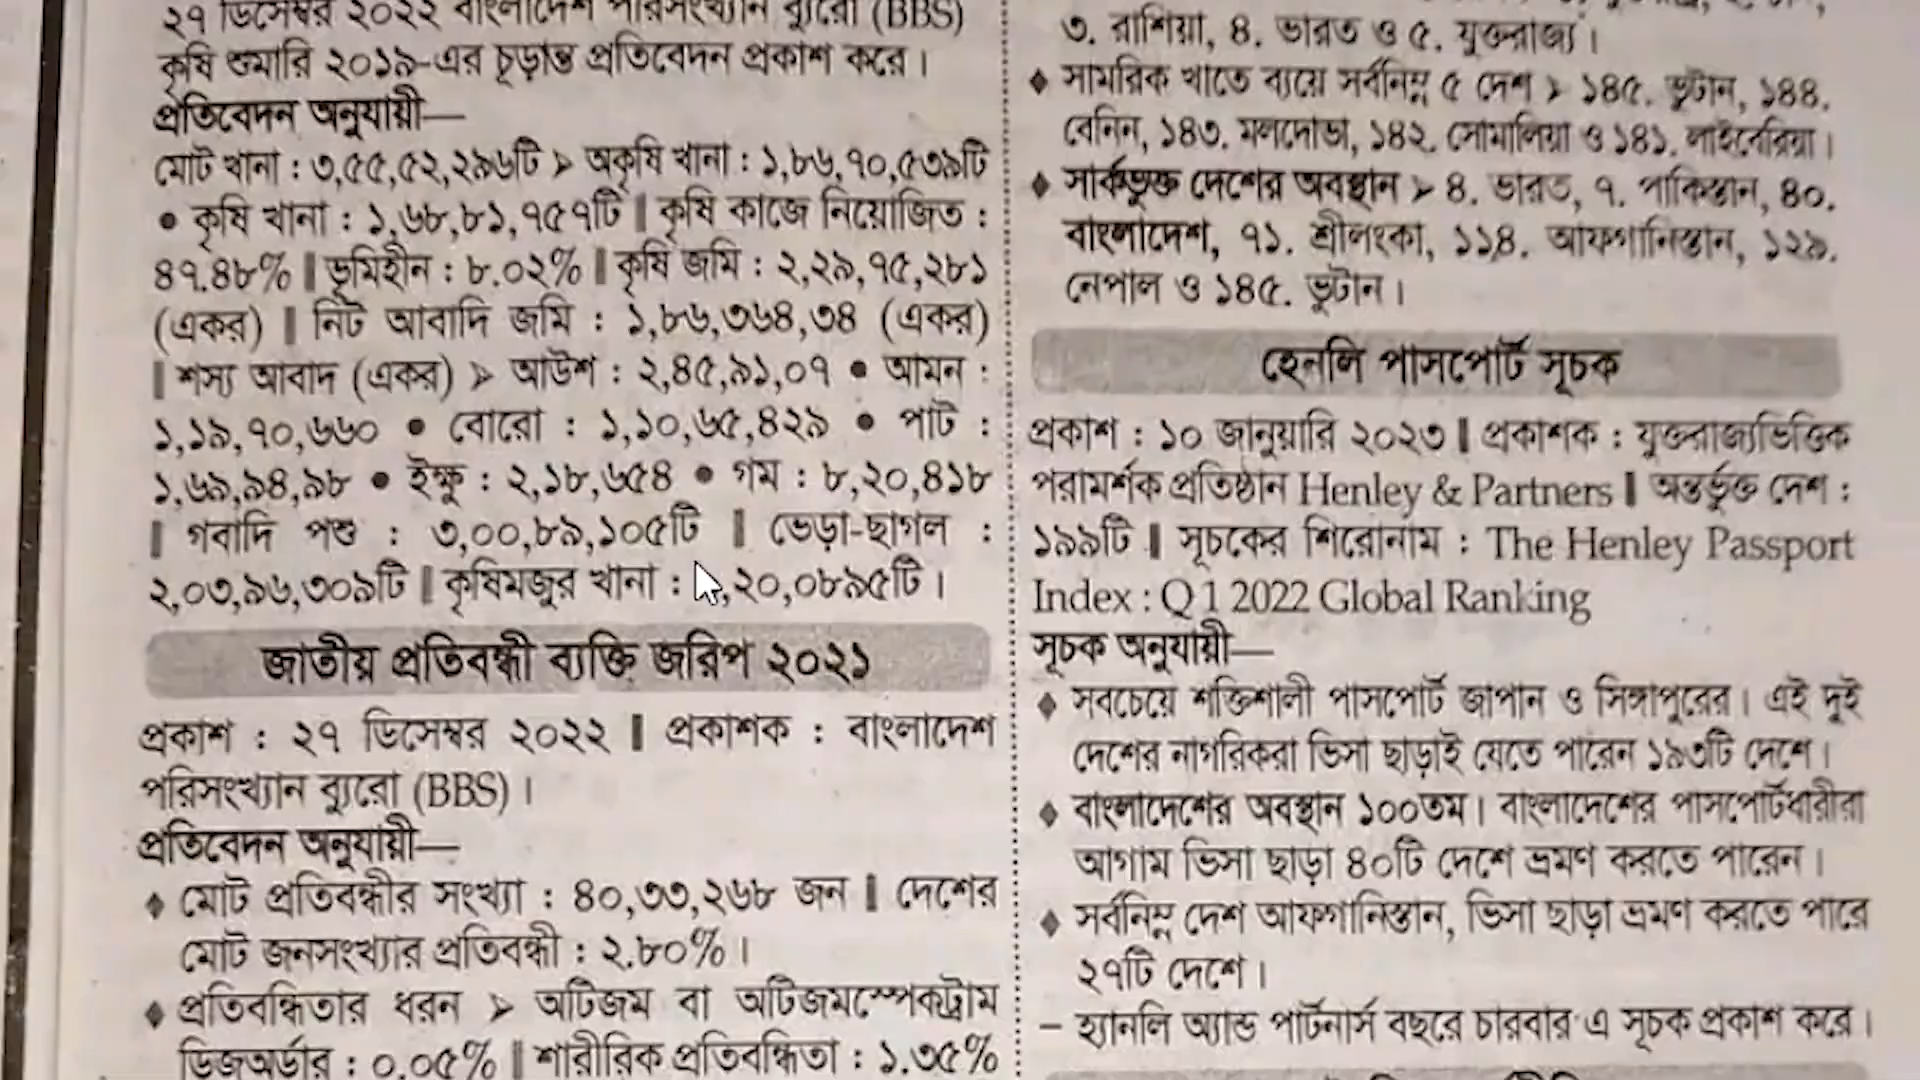 ২৭ ডিসেম্বর ২০২২ বাংলাদেশ পরিসংখ্যান ব্যুরো (BBS)
কৃষি শুমারি ২০১৯-এর চূড়ান্ত প্রতিবেদন প্রকাশ করে।
প্রতিবেদন অনুযায়ী—
মোট খানা : ৩,৫৫,৫২,২৯৬টি ➤ অকৃষি খানা : ১,৮৬,৭০,৫৩৯টি
● কৃষি খানা : ১,৬৮,৮১,৭৫৭টি ‖ কৃষি কাজে নিয়োজিত :
৪৭.৪৮% ‖ ভূমিহীন : ৮.০২% ‖ কৃষি জমি : ২,২৯,৭৫,২৮১
(একর) ‖ নিট আবাদি জমি : ১,৮৬,৩৬৪,৩৪ (একর)
‖ শস্য আবাদ (একর) ➤ আউশ : ২,৪৫,৯১,০৭ ● আমন :
১,১৯,৭০,৬৬০ ● বোরো : ১,১০,৬৫,৪২৯ ● পাট :
১,৬৯,৯৪,৯৮ ● ইক্ষু : ২,১৮,৬৫৪ ● গম : ৮,২০,৪১৮
‖ গবাদি পশু : ৩,০০,৮৯,১০৫টি ‖ ভেড়া-ছাগল :
২,০৩,৯৬,৩০৯টি ‖ কৃষিমজুর খানা : ,২০,০৮৯৫টি।
জাতীয় প্রতিবন্ধী ব্যক্তি জরিপ ২০২১
প্রকাশ : ২৭ ডিসেম্বর ২০২২ ‖ প্রকাশক : বাংলাদেশ
পরিসংখ্যান ব্যুরো (BBS)।
প্রতিবেদন অনুযায়ী—
♦ মোট প্রতিবন্ধীর সংখ্যা : ৪০,৩৩,২৬৮ জন ‖ দেশের
মোট জনসংখ্যার প্রতিবন্ধী : ২.৮০%।
♦ প্রতিবন্ধিতার ধরন ➤ অটিজম বা অটিজমস্পেকট্রাম
ডিজঅর্ডার : ০.০৫% ‖ শারীরিক প্রতিবন্ধিতা : ১.৩৫%
৩. রাশিয়া, ৪. ভারত ও ৫. যুক্তরাজ্য।
♦ সামরিক খাতে ব্যয়ে সর্বনিম্ন ৫ দেশ ➤ ১৪৫. ভুটান, ১৪৪.
বেনিন, ১৪৩. মলদোভা, ১৪২. সোমালিয়া ও ১৪১. লাইবেরিয়া।
♦ সার্কভুক্ত দেশের অবস্থান ➤ ৪. ভারত, ৭. পাকিস্তান, ৪০.
বাংলাদেশ, ৭১. শ্রীলংকা, ১১৪. আফগানিস্তান, ১২৯.
নেপাল ও ১৪৫. ভুটান।
হেনলি পাসপোর্ট সূচক
প্রকাশ : ১০ জানুয়ারি ২০২৩ ‖ প্রকাশক : যুক্তরাজ্যভিত্তিক
পরামর্শক প্রতিষ্ঠান Henley & Partners ‖ অন্তর্ভুক্ত দেশ :
১৯৯টি ‖ সূচকের শিরোনাম : The Henley Passport
Index : Q 1 2022 Global Ranking
সূচক অনুযায়ী—
♦ সবচেয়ে শক্তিশালী পাসপোর্ট জাপান ও সিঙ্গাপুরের। এই দুই
দেশের নাগরিকরা ভিসা ছাড়াই যেতে পারেন ১৯৩টি দেশে।
♦ বাংলাদেশের অবস্থান ১০০তম। বাংলাদেশের পাসপোর্টধারীরা
আগাম ভিসা ছাড়া ৪০টি দেশে ভ্রমণ করতে পারেন।
♦ সর্বনিম্ন দেশ আফগানিস্তান, ভিসা ছাড়া ভ্রমণ করতে পারে
২৭টি দেশে।
– হ্যানলি অ্যান্ড পার্টনার্স বছরে চারবার এ সূচক প্রকাশ করে।